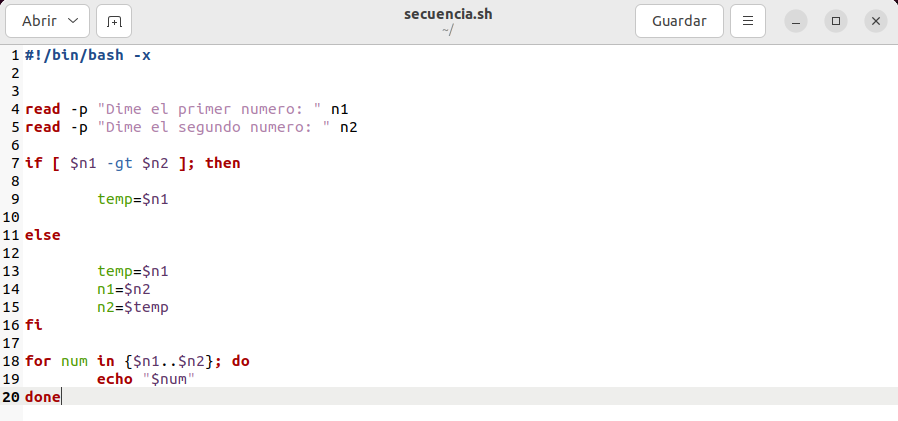 Abrir
secuencia.sh
~/
Guardar
1 #!/bin/bash -x
2
3
4 read -p "Dime el primer numero: " n1
5 read -p "Dime el segundo numero: " n2
6
7 if [ $n1 -gt $n2 ]; then
8
9 temp=$n1
10
11 else
12
13 temp=$n1
14 n1=$n2
15 n2=$temp
16 fi
17
18 for num in {$n1..$n2}; do
19 echo "$num"
20 done